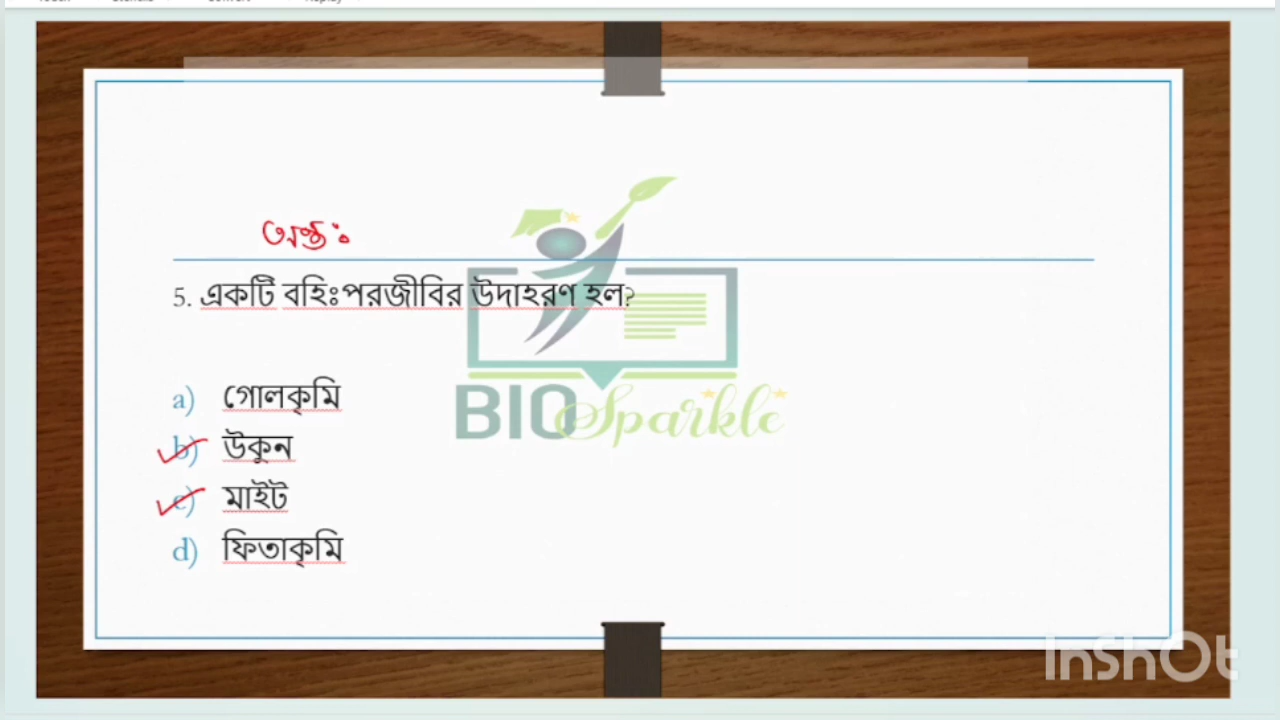 অন্তঃ
5. একটি বহিঃপরজীবির উদাহরণ হল?
a) গোলকৃমি
b) উকুন
c) মাইট
d) ফিতাকৃমি
BIO Sparkle
InShOt